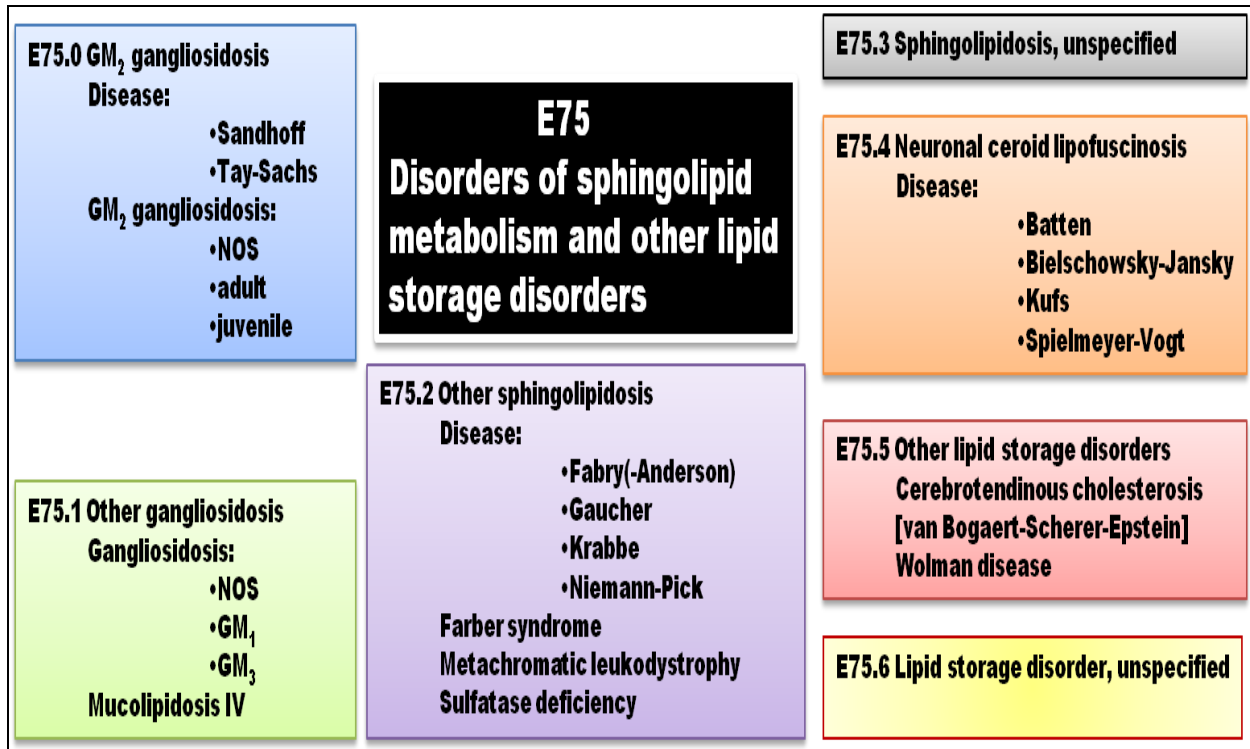 E75.0 GM₂ gangliosidosis
Disease:
•Sandhoff
•Tay-Sachs
GM₂ gangliosidosis:
•NOS
•adult
•juvenile
E75.1 Other gangliosidosis
Gangliosidosis:
•NOS
•GM₁
•GM₃
Mucolipidosis IV
E75
Disorders of sphingolipid
metabolism and other lipid
storage disorders
E75.2 Other sphingolipidosis
Disease:
•Fabry(-Anderson)
•Gaucher
•Krabbe
•Niemann-Pick
Farber syndrome
Metachromatic leukodystrophy
Sulfatase deficiency
E75.3 Sphingolipidosis, unspecified
E75.4 Neuronal ceroid lipofuscinosis
Disease:
•Batten
•Bielschowsky-Jansky
•Kufs
•Spielmeyer-Vogt
E75.5 Other lipid storage disorders
Cerebrotendinous cholesterosis
[van Bogaert-Scherer-Epstein]
Wolman disease
E75.6 Lipid storage disorder, unspecified